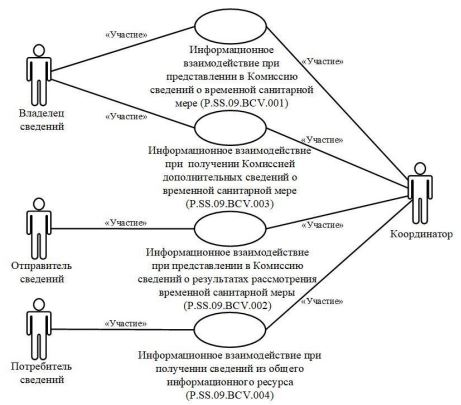 «Участие»
«Участие»
Информационное
взаимодействие при
представлении в Комиссию
сведений о временной санитарной
мере (P.SS.09.BCV.001)
Владелец
сведений
«Участие»
«Участие»
Информационное взаимодействие
при получении Комиссией
дополнительных сведений о
временной санитарной мере
(P.SS.09.BCV.003)
«Участие»
«Участие»
Координатор
Отправитель
сведений
Информационное взаимодействие
при представлении в Комиссию
сведений о результатах рассмотрения
временной санитарной меры
(P.SS.09.BCV.002)
«Участие»
«Участие»
Потребитель
сведений
Информационное взаимодействие при
получении сведений из общего
информационного ресурса
(P.SS.09.BCV.004)